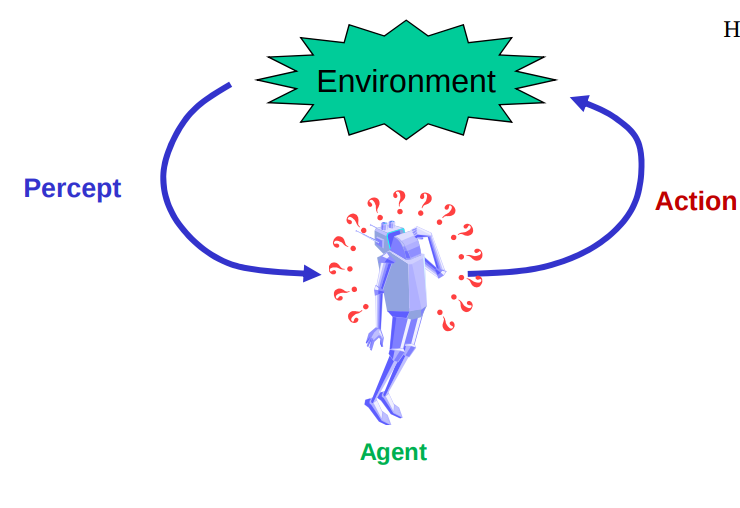 H
Environment
Percept
Action
? ? ? ? ? ? ? ? ? ? ? ? ? ? ?
Agent